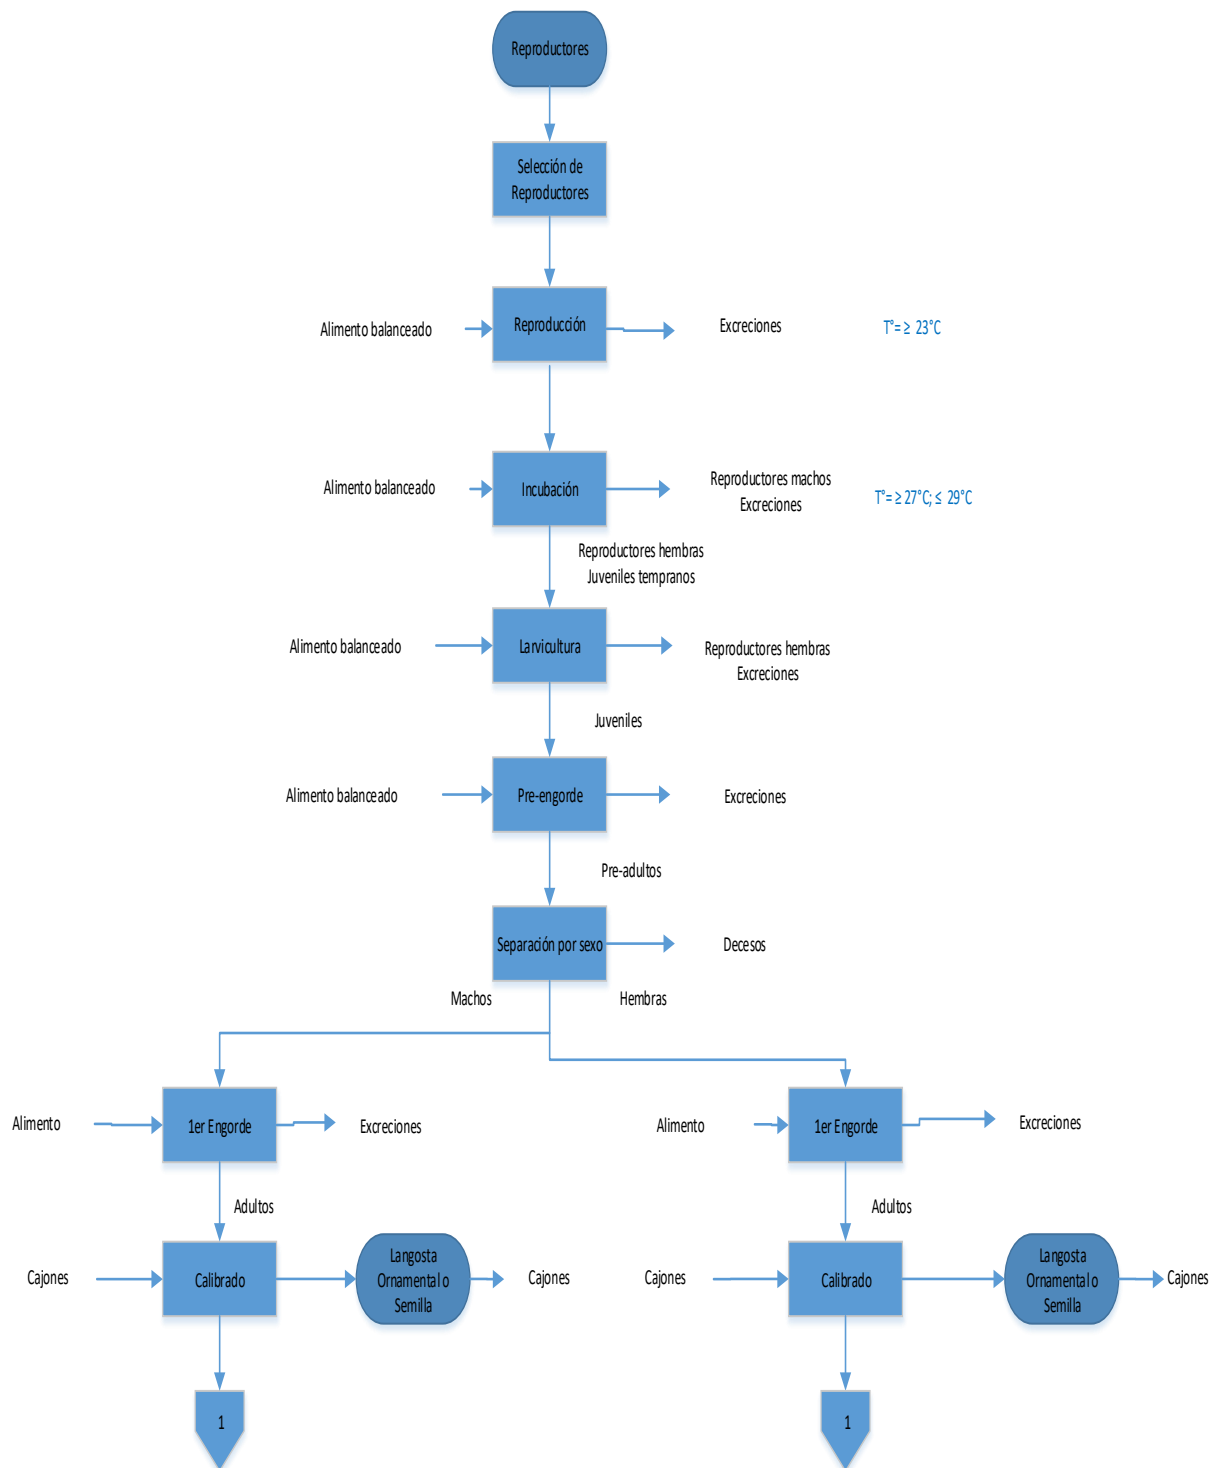 Reproductores
Selección de
Reproductores
Alimento balanceado
Reproducción
Excreciones
T°= ≥ 23°C
Alimento balanceado
Incubación
Reproductores machos
Excreciones
T°= ≥ 27°C; ≤ 29°C
Reproductores hembras
Juveniles tempranos
Alimento balanceado
Larvicultura
Reproductores hembras
Excreciones
Juveniles
Alimento balanceado
Pre-engorde
Excreciones
Pre-adultos
Separación por sexo
Decesos
Machos
Hembras
Alimento
1er Engorde
Excreciones
Alimento
1er Engorde
Excreciones
Adultos
Adultos
Cajones
Calibrado
Langosta
Ornamental o
Semilla
Cajones
Cajones
Calibrado
Langosta
Ornamental o
Semilla
Cajones
1
1